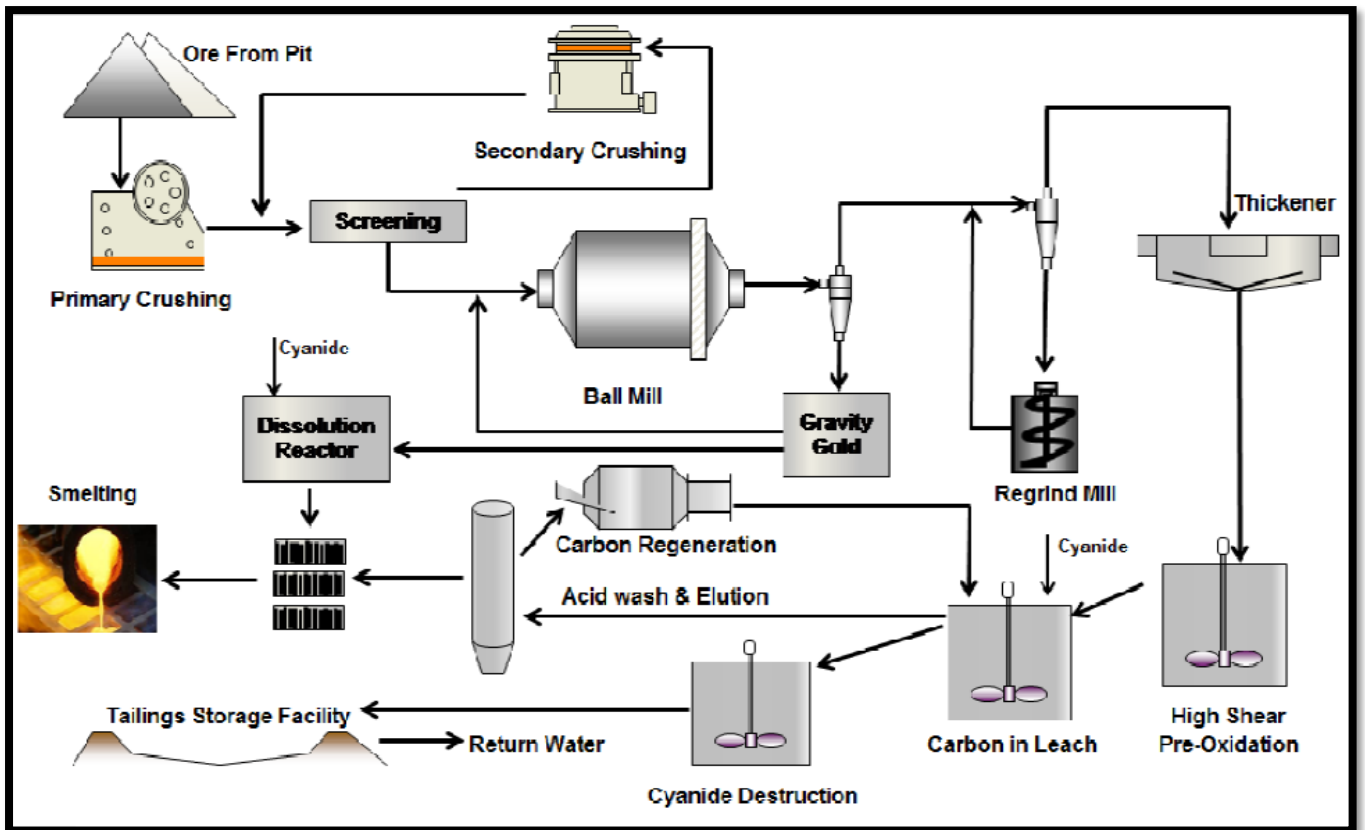 Ore From Pit
Secondary Crushing
Thickener
Screening
Primary Crushing
Cyanide
Ball Mill
Dissolution
Reactor
Gravity
Gold
Regrind Mill
Smelting
Carbon Regeneration
Cyanide
Acid wash & Elution
Tailings Storage Facility
Return Water
Carbon in Leach
High Shear
Pre-Oxidation
Cyanide Destruction